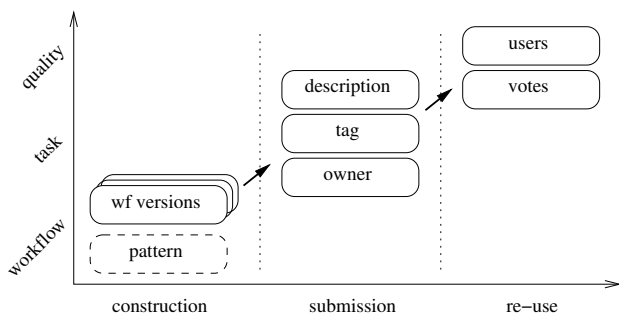 quality
task
workflow
users
votes
description
tag
owner
wf versions
pattern
construction
submission
re-use